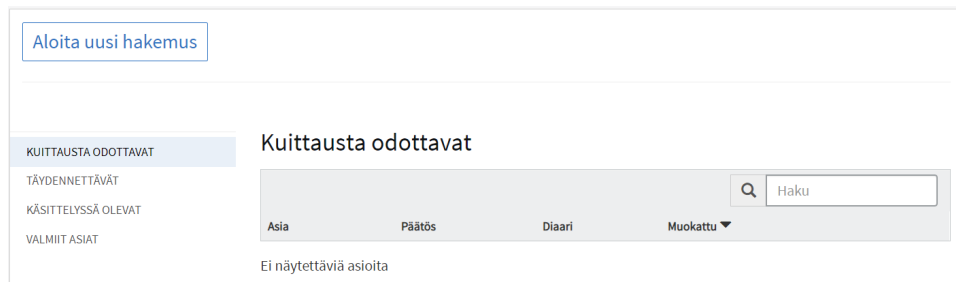 Aloita uusi hakemus
KUITTAUSTA ODOTTAVAT
TÄYDENNETTÄVÄT
KÄSITTELYSSÄ OLEVAT
VALMIIT ASIAT
Kuittausta odottavat
Haku
Asia Päätös Diaari Muokattu
Ei näytettäviä asioita